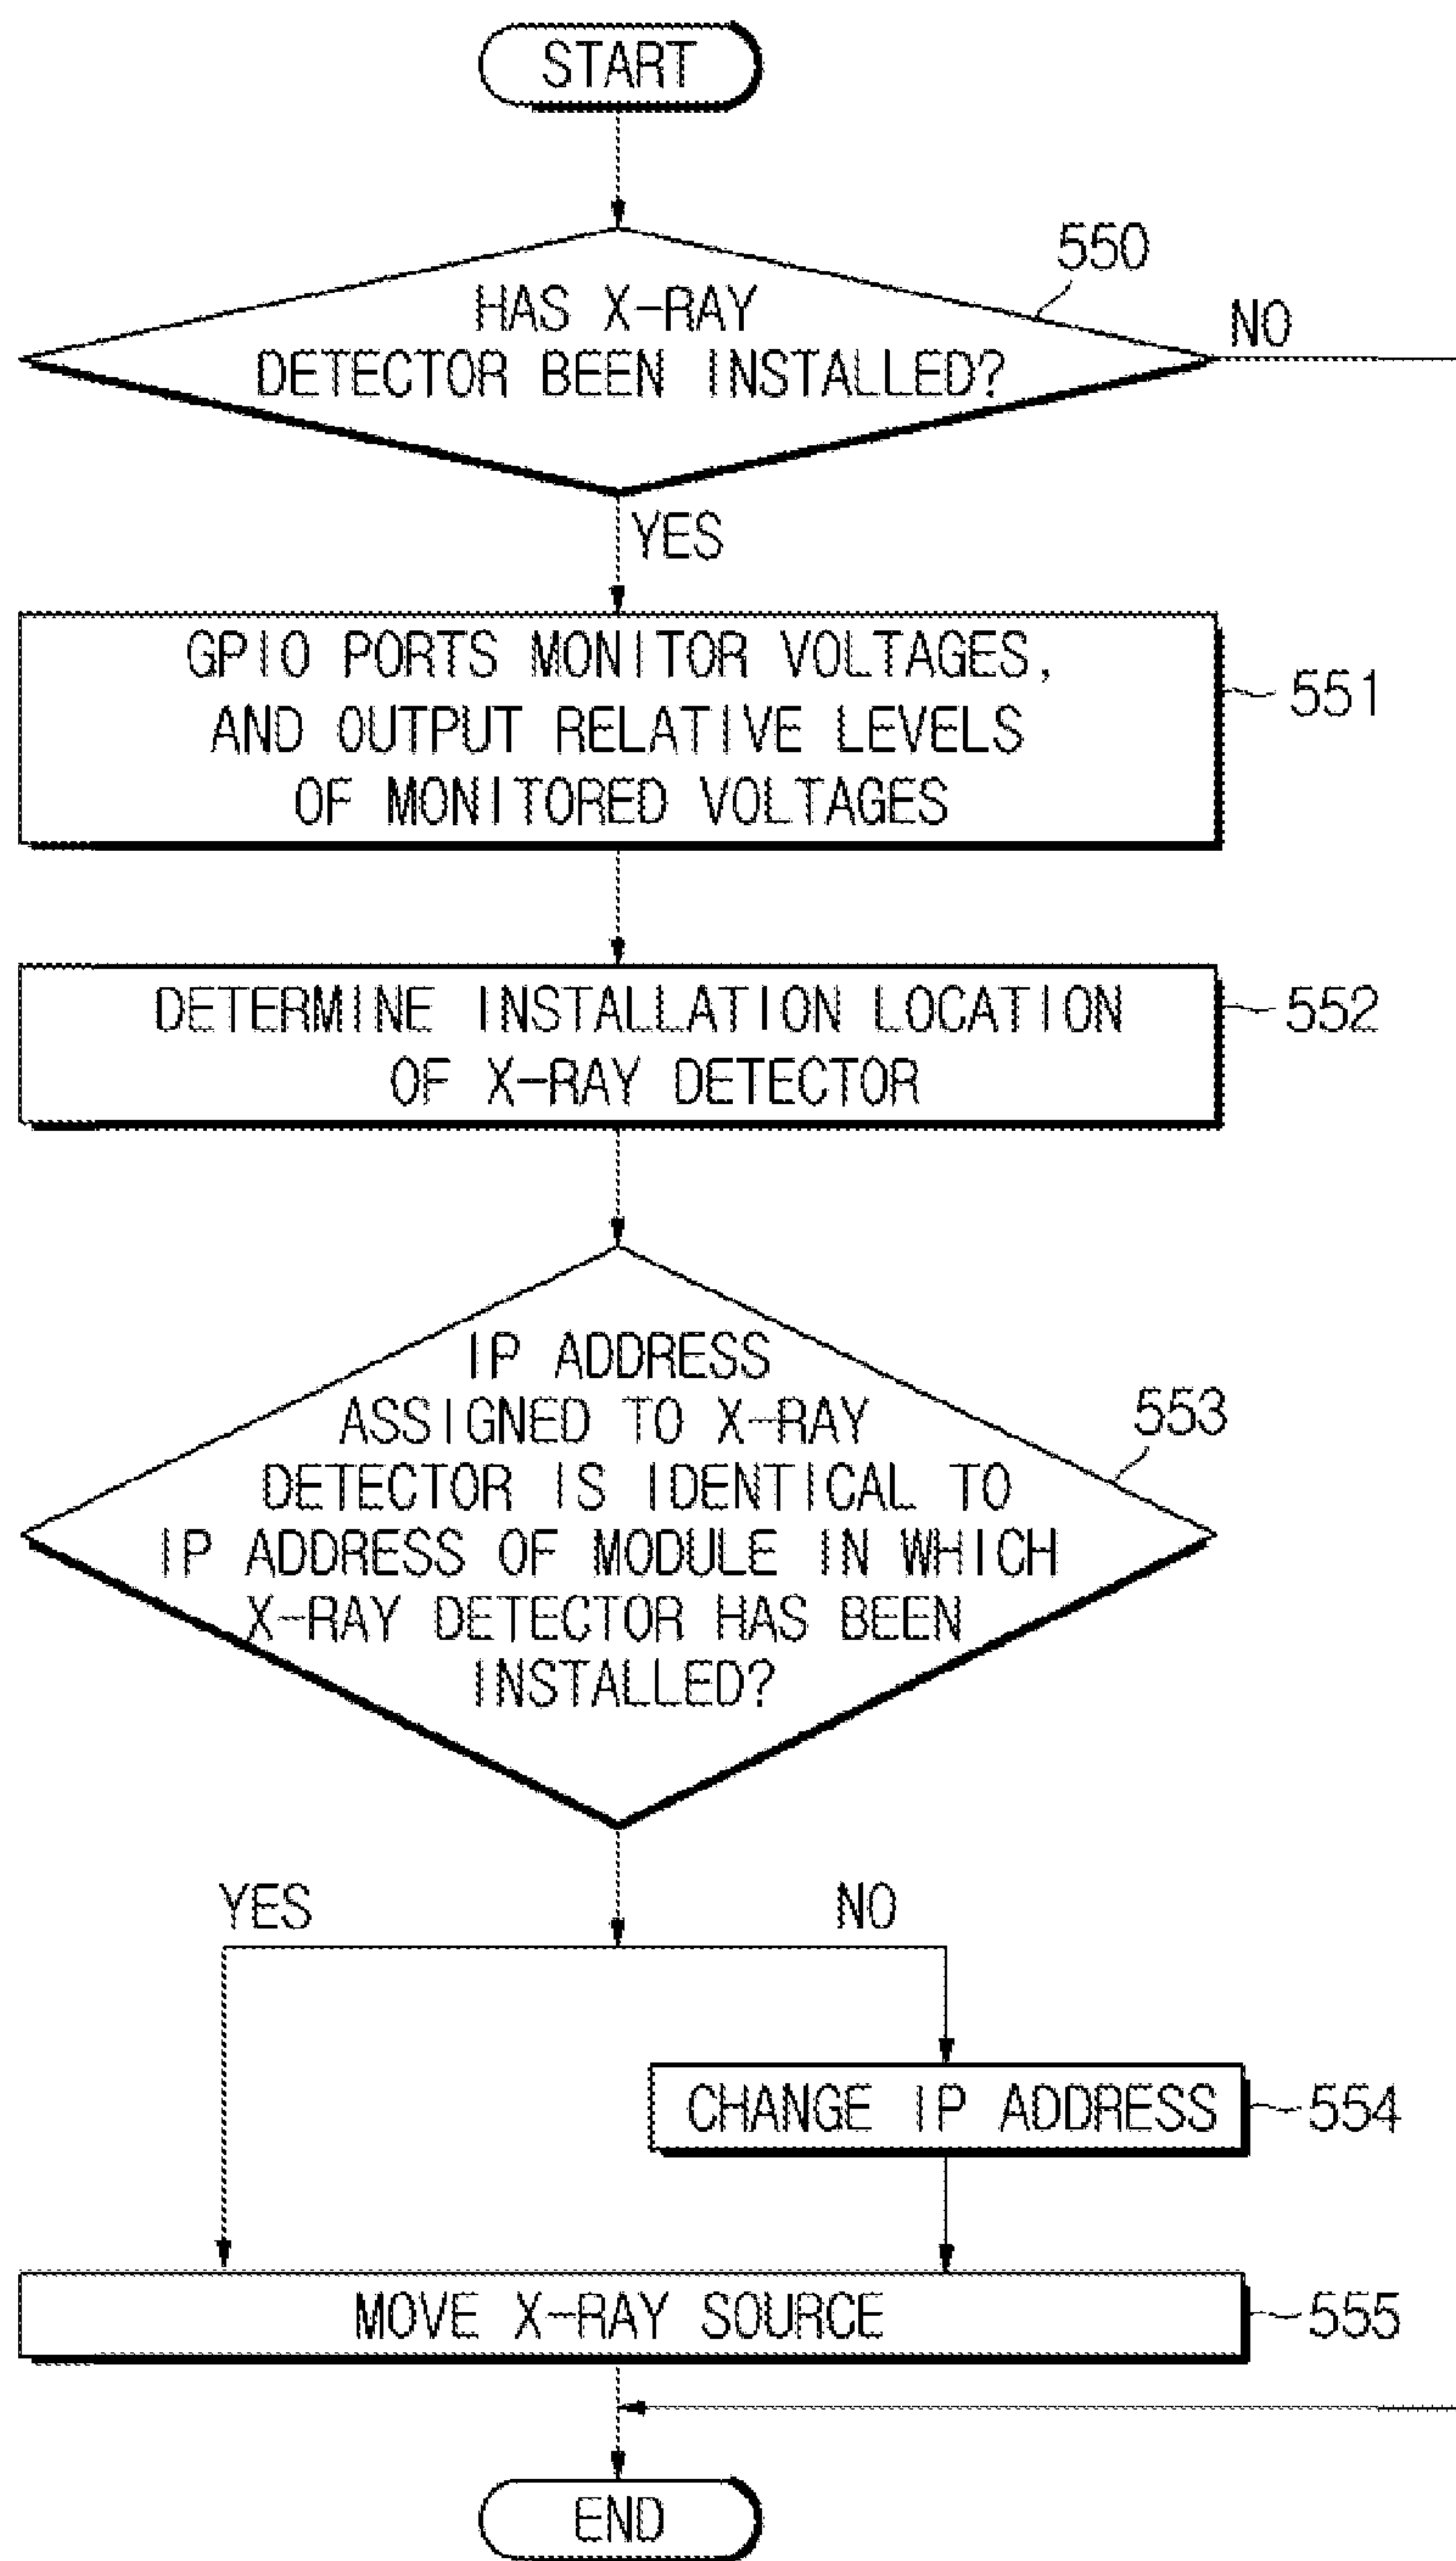 START
550
HAS X-RAY
DETECTOR BEEN INSTALLED?
NO
YES
GPIO PORTS MONITOR VOLTAGES,
AND OUTPUT RELATIVE LEVELS
OF MONITORED VOLTAGES
551
DETERMINE INSTALLATION LOCATION
OF X-RAY DETECTOR
552
IP ADDRESS
ASSIGNED TO X-RAY
DETECTOR IS IDENTICAL TO
IP ADDRESS OF MODULE IN WHICH
X-RAY DETECTOR HAS BEEN
INSTALLED?
553
YES
NO
CHANGE IP ADDRESS
554
MOVE X-RAY SOURCE
555
END